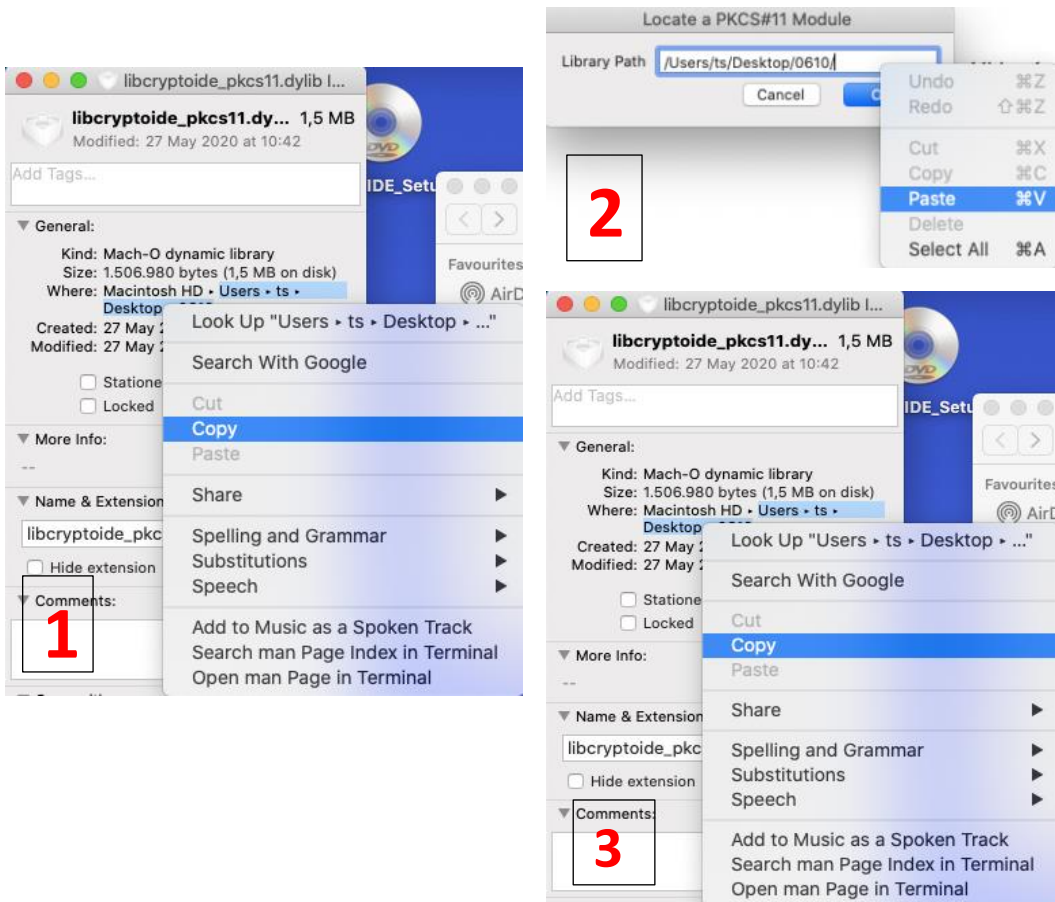 libcryptoide_pkcs11.dylib I...
libcryptoide_pkcs11.dy... 1,5 MB
Modified: 27 May 2020 at 10:42
Add Tags...
General:
Kind: Mach-O dynamic library
Size: 1.506.980 bytes (1,5 MB on disk)
Where: Macintosh HD ▸ Users ▸ ts ▸
Desktop
Created: 27 May
Modified: 27 May
Statione
Locked
More Info:
--
Name & Extension
libcryptoide_pkc
Hide extension
Comments:
1
Look Up "Users ▸ ts ▸ Desktop ▸ ..."
Search With Google
Cut
Copy
Paste
Share
Spelling and Grammar
Substitutions
Speech
Add to Music as a Spoken Track
Search man Page Index in Terminal
Open man Page in Terminal
DVD
IDE_Setu
Favourites
AirD
Locate a PKCS#11 Module
Library Path /Users/ts/Desktop/0610/
Cancel
Undo ⌘Z
Redo ⇧⌘Z
Cut ⌘X
Copy ⌘C
Paste ⌘V
Delete
Select All ⌘A
2
libcryptoide_pkcs11.dylib I...
libcryptoide_pkcs11.dy... 1,5 MB
Modified: 27 May 2020 at 10:42
Add Tags...
General:
Kind: Mach-O dynamic library
Size: 1.506.980 bytes (1,5 MB on disk)
Where: Macintosh HD ▸ Users ▸ ts ▸
Desktop
Created: 27 May
Modified: 27 May
Statione
Locked
More Info:
--
Name & Extension
libcryptoide_pkc
Hide extension
Comments:
3
Look Up "Users ▸ ts ▸ Desktop ▸ ..."
Search With Google
Cut
Copy
Paste
Share
Spelling and Grammar
Substitutions
Speech
Add to Music as a Spoken Track
Search man Page Index in Terminal
Open man Page in Terminal
DVD
IDE_Setu
Favourites
AirD